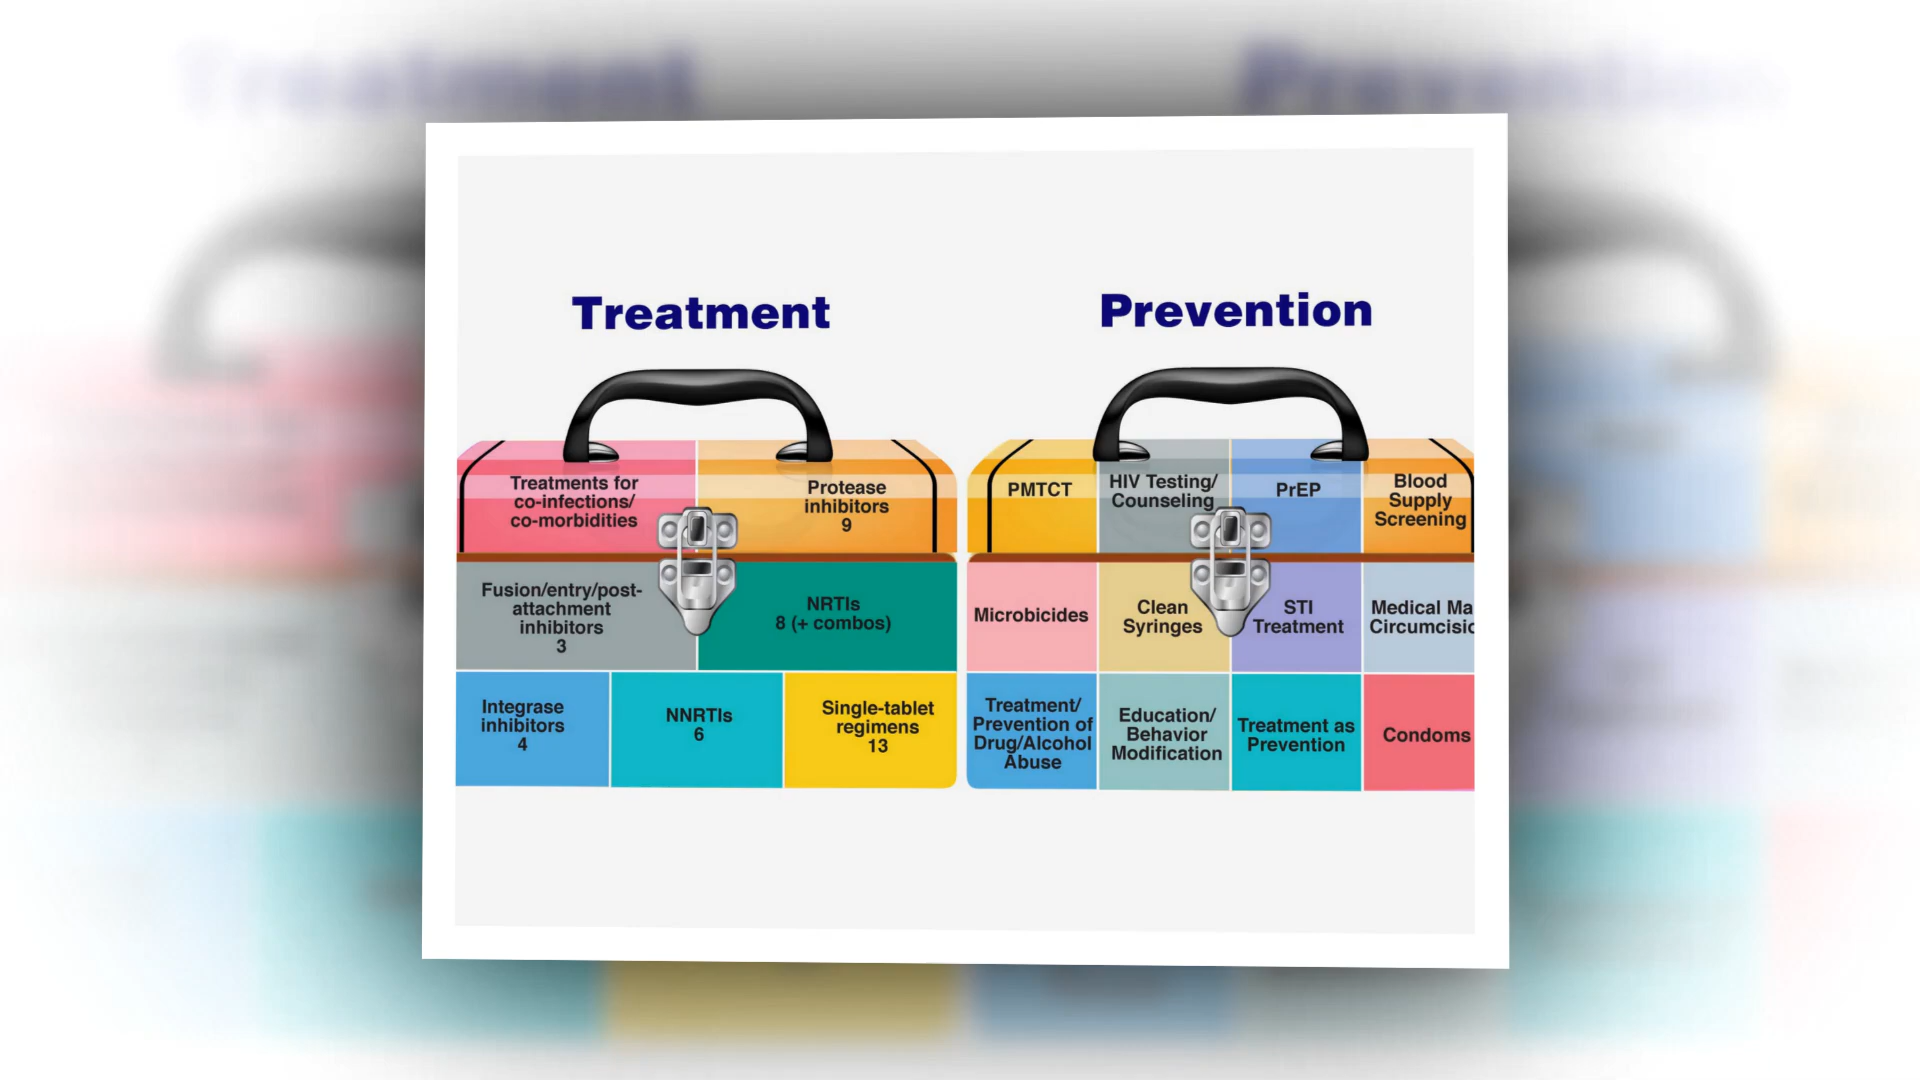 Treatment
Prevention
Treatments for
co-infections/
co-morbidities
Protease
inhibitors
9
Fusion/entry/post-
attachment
inhibitors
3
NRTIs
8 (+ combos)
Integrase
inhibitors
4
NNRTIs
6
Single-tablet
regimens
13
PMTCT
HIV Testing/
Counseling
PrEP
Blood
Supply
Screening
Microbicides
Clean
Syringes
STI
Treatment
Medical Ma
Circumcisio
Treatment/
Prevention of
Drug/Alcohol
Abuse
Education/
Behavior
Modification
Treatment as
Prevention
Condoms